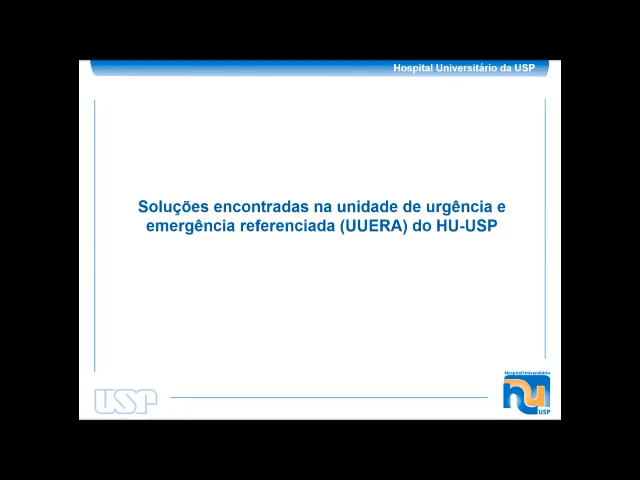 Hospital Universitário da USP
Soluções encontradas na unidade de urgência e
emergência referenciada (UUERA) do HU-USP
USP
Hospital Universitário
hu
USP